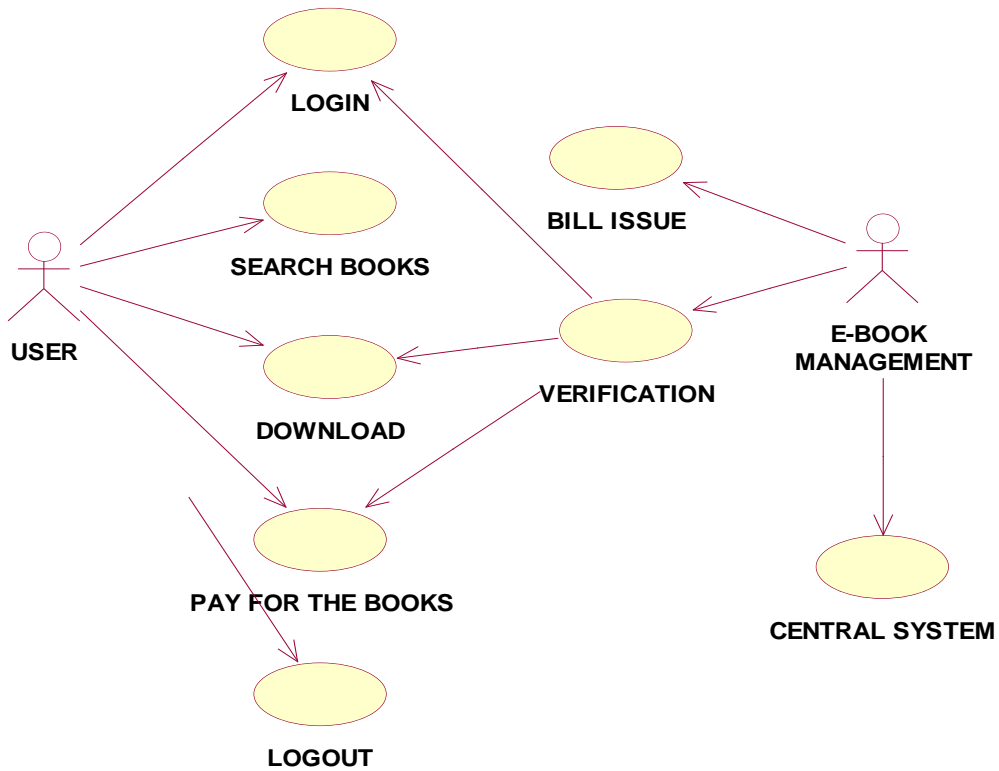 LOGIN
BILL ISSUE
SEARCH BOOKS
USER
E-BOOK
MANAGEMENT
VERIFICATION
DOWNLOAD
PAY FOR THE BOOKS
CENTRAL SYSTEM
LOGOUT